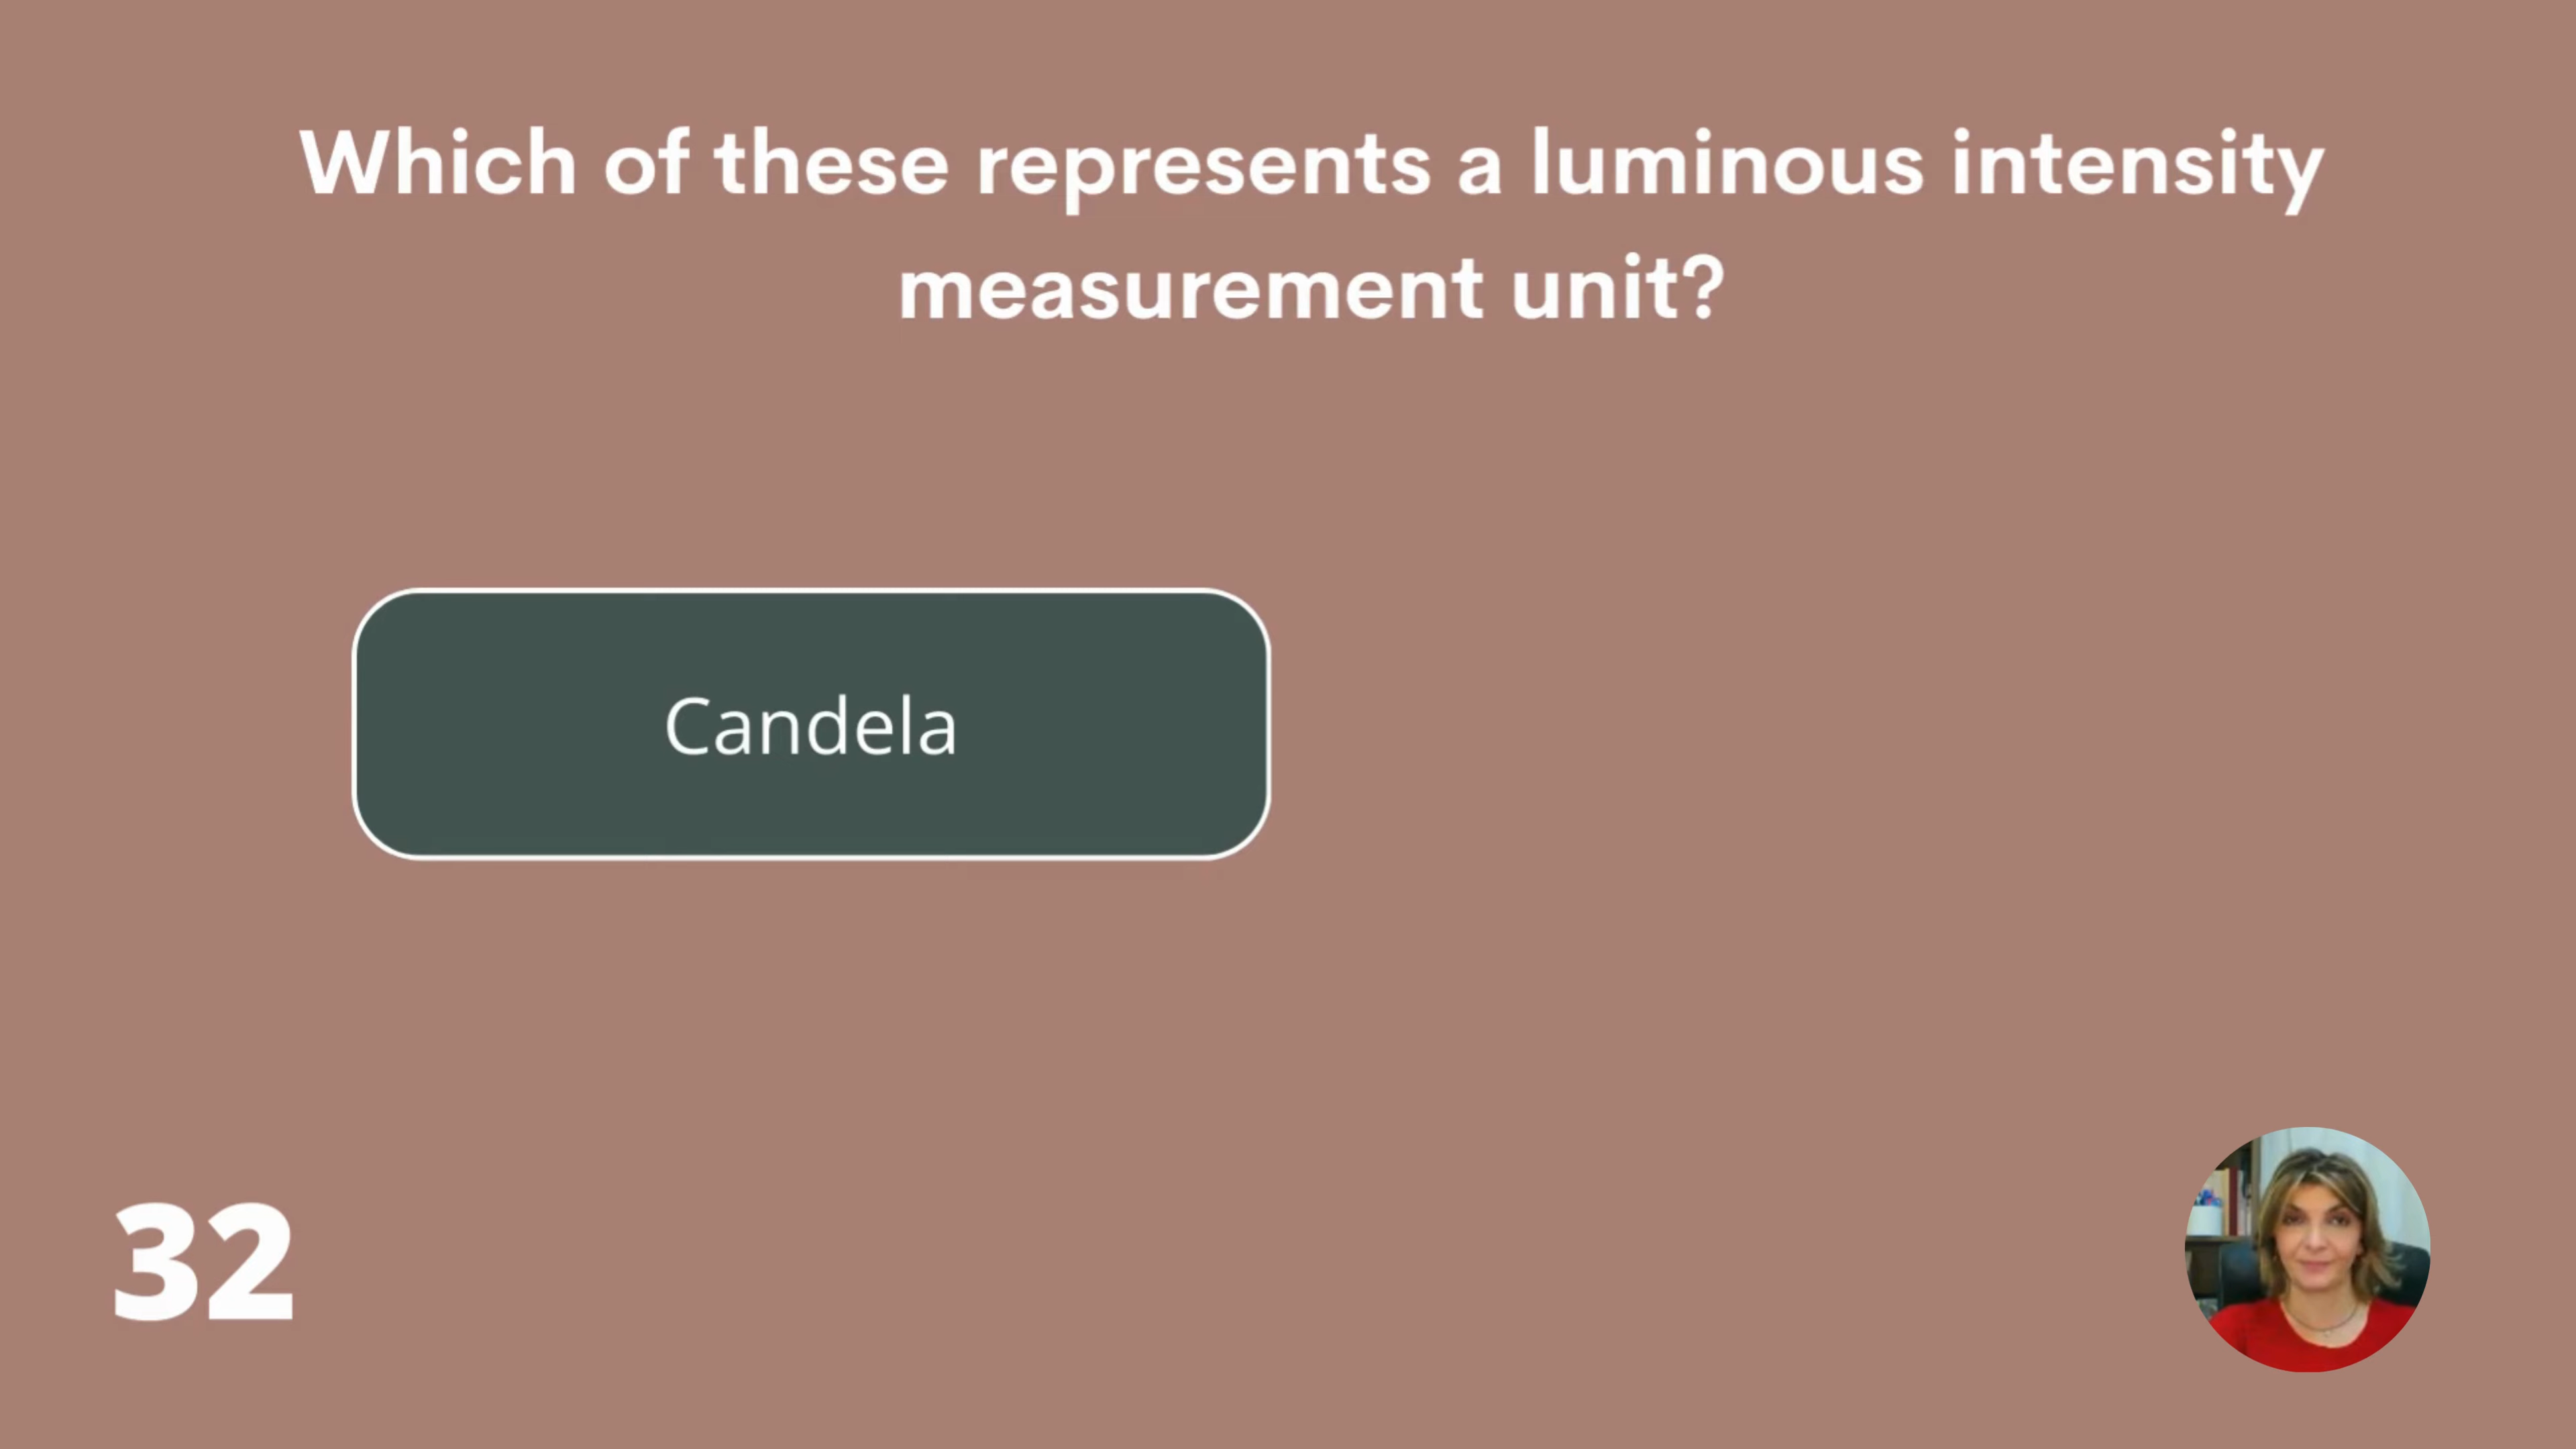 Which of these represents a luminous intensity
measurement unit?
Candela
32